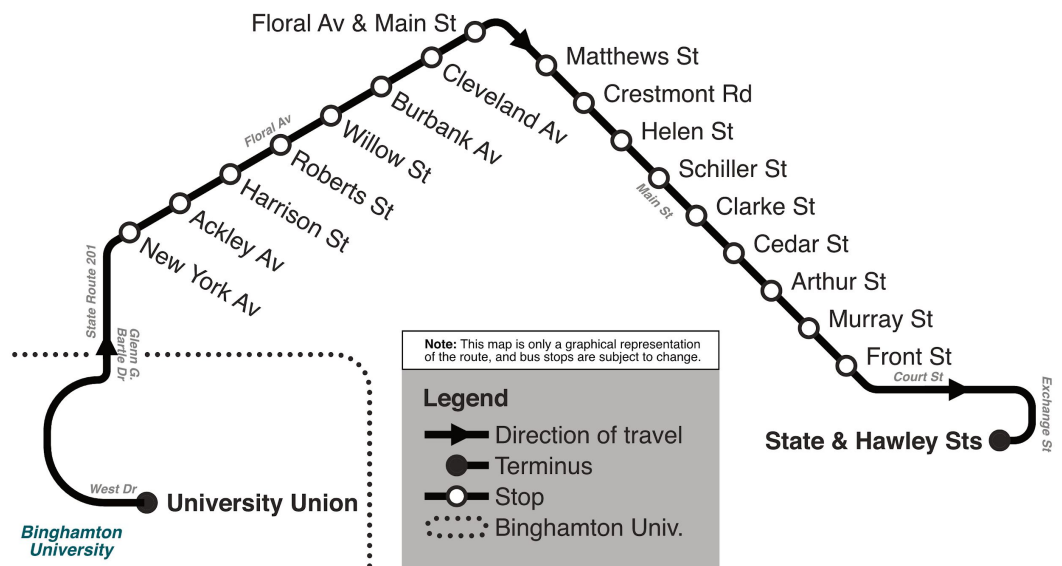 Floral Av & Main St
Matthews St
Cleveland Av
Crestmont Rd
Burbank Av
Helen St
Willow St
Schiller St
Floral Av
Roberts St
Main St
Clarke St
Harrison St
Cedar St
Ackley Av
Arthur St
New York Av
Murray St
State Route 201
Glenn G.
Bartle Dr
Front St
Court St
Exchange St
State & Hawley Sts
Note: This map is only a graphical representation
of the route, and bus stops are subject to change.
Legend
Direction of travel
Terminus
Stop
Binghamton Univ.
West Dr
University Union
Binghamton
University